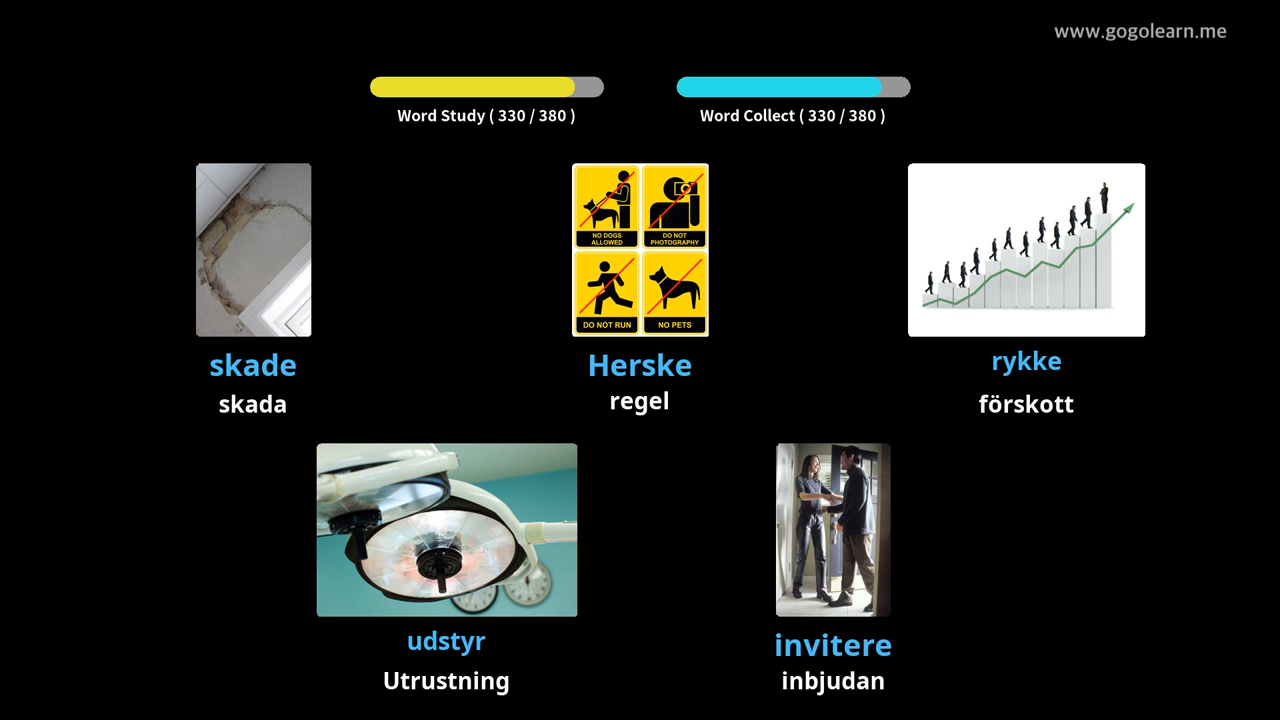 www.gogolearn.me
Word Study ( 330 / 380 )
Word Collect ( 330 / 380 )
NO DOGS
ALLOWED
DO NOT
PHOTOGRAPHY
DO NOT RUN
NO PETS
skade
Herske
rykke
skada
regel
förskott
udstyr
invitere
Utrustning
inbjudan